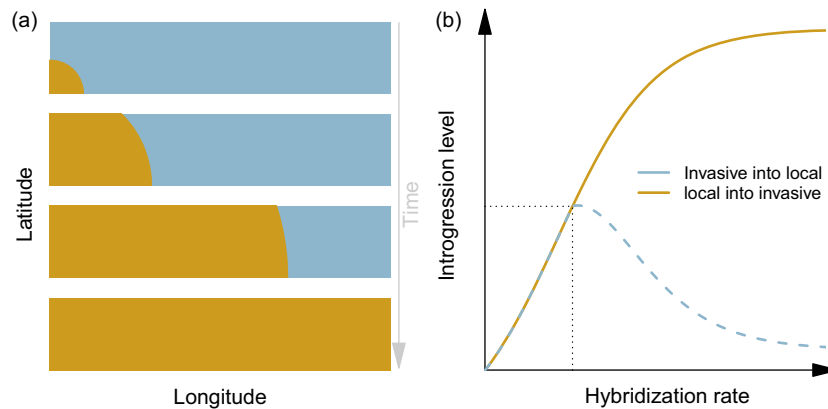 (a)
Latitude
Time
Longitude
(b)
Introgression level
Invasive into local
local into invasive
Hybridization rate